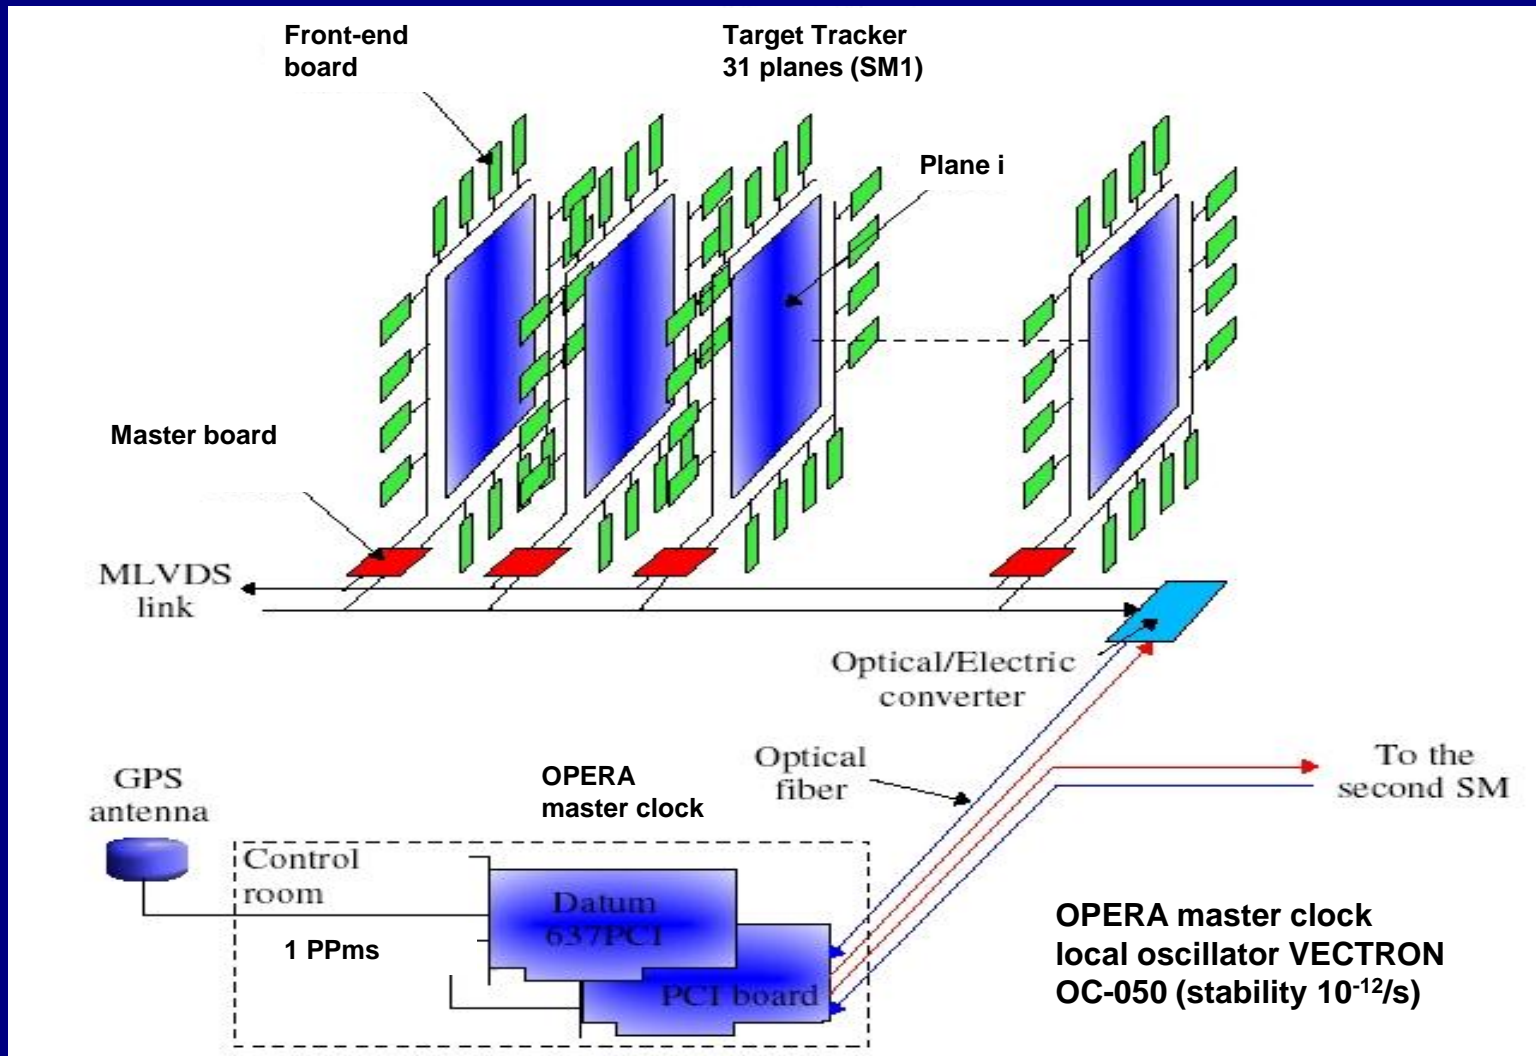 Front-end
board
Target Tracker
31 planes (SM1)
Plane i
Master board
MLVDS
link
Optical/Electric
converter
Optical
fiber
To the
second SM
GPS
antenna
OPERA
master clock
Control
room
Datum
637PCI
1 PPms
PCI board
OPERA master clock
local oscillator VECTRON
OC-050 (stability 10⁻¹²/s)